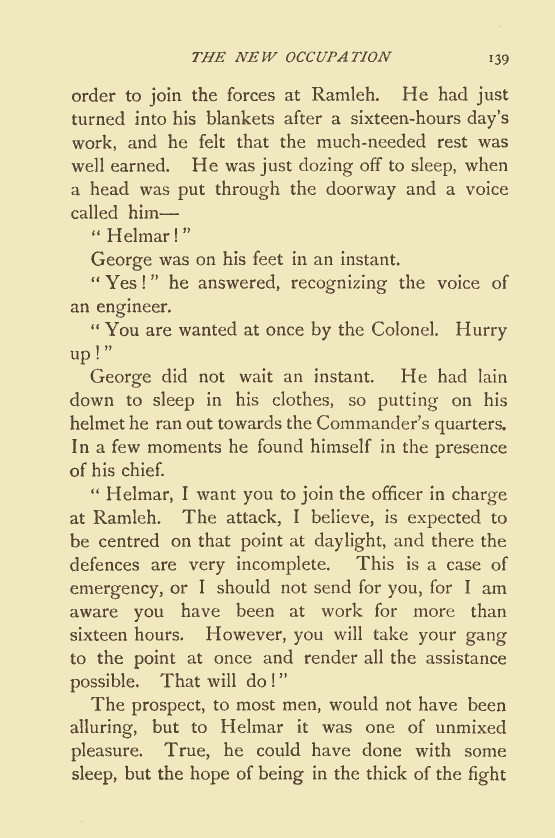 THE NEW OCCUPATION 139
order to join the forces at Ramleh. He had just
turned into his blankets after a sixteen-hours day's
work, and he felt that the much-needed rest was
well earned. He was just dozing off to sleep, when
a head was put through the doorway and a voice
called him—
" Helmar ! "
George was on his feet in an instant.
" Yes ! " he answered, recognizing the voice of
an engineer.
" You are wanted at once by the Colonel. Hurry
up ! "
George did not wait an instant. He had lain
down to sleep in his clothes, so putting on his
helmet he ran out towards the Commander's quarters.
In a few moments he found himself in the presence
of his chief.
" Helmar, I want you to join the officer in charge
at Ramleh. The attack, I believe, is expected to
be centred on that point at daylight, and there the
defences are very incomplete. This is a case of
emergency, or I should not send for you, for I am
aware you have been at work for more than
sixteen hours. However, you will take your gang
to the point at once and render all the assistance
possible. That will do ! "
The prospect, to most men, would not have been
alluring, but to Helmar it was one of unmixed
pleasure. True, he could have done with some
sleep, but the hope of being in the thick of the fight